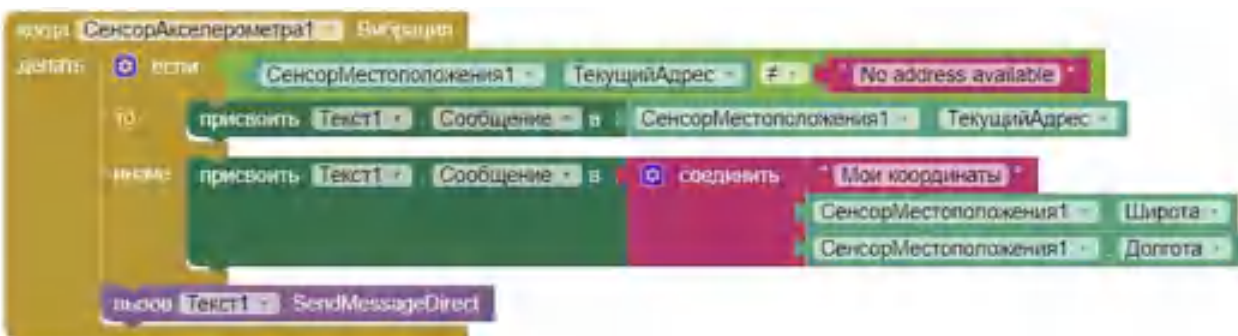 когда СенсорАкселерометра1 Вибрация
делать если СенсорМестоположения1 ТекущийАдрес ≠ "No address available"
то присвоить Текст1 Сообщение в СенсорМестоположения1 ТекущийАдрес
иначе присвоить Текст1 Сообщение в соединить "Мои координаты"
СенсорМестоположения1 Широта
СенсорМестоположения1 Долгота
вызов Текст1 SendMessageDirect